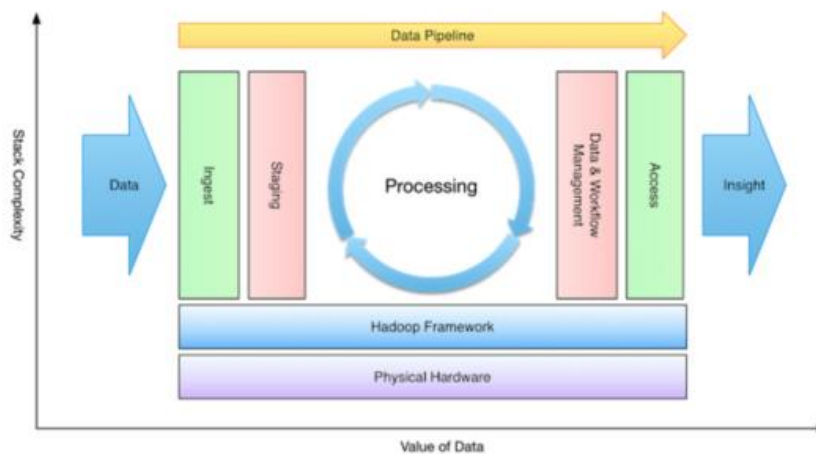 Data Pipeline
Stack Complexity
Data
Ingest
Staging
Processing
Data & Workflow
Management
Access
Insight
Hadoop Framework
Physical Hardware
Value of Data